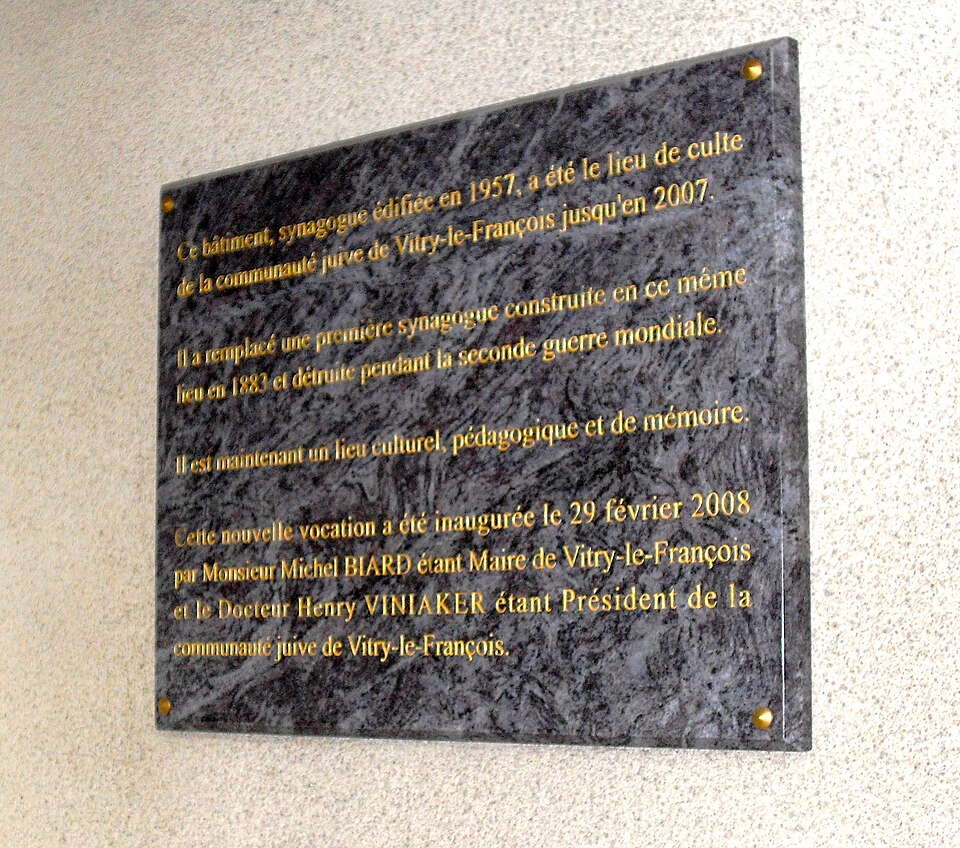 Ce bâtiment, synagogue édifiée en 1957, a été le lieu de culte
de la communauté juive de Vitry-le-François jusqu'en 2007.
Il a remplacé une première synagogue construite en ce même
lieu en 1883 et détruite pendant la seconde guerre mondiale.
Il est maintenant un lieu culturel, pédagogique et de mémoire.
Cette nouvelle vocation a été inaugurée le 29 février 2008
par Monsieur Michel BIARD étant Maire de Vitry-le-François
et le Docteur Henry VINIAKER étant Président de la
communauté juive de Vitry-le-François.